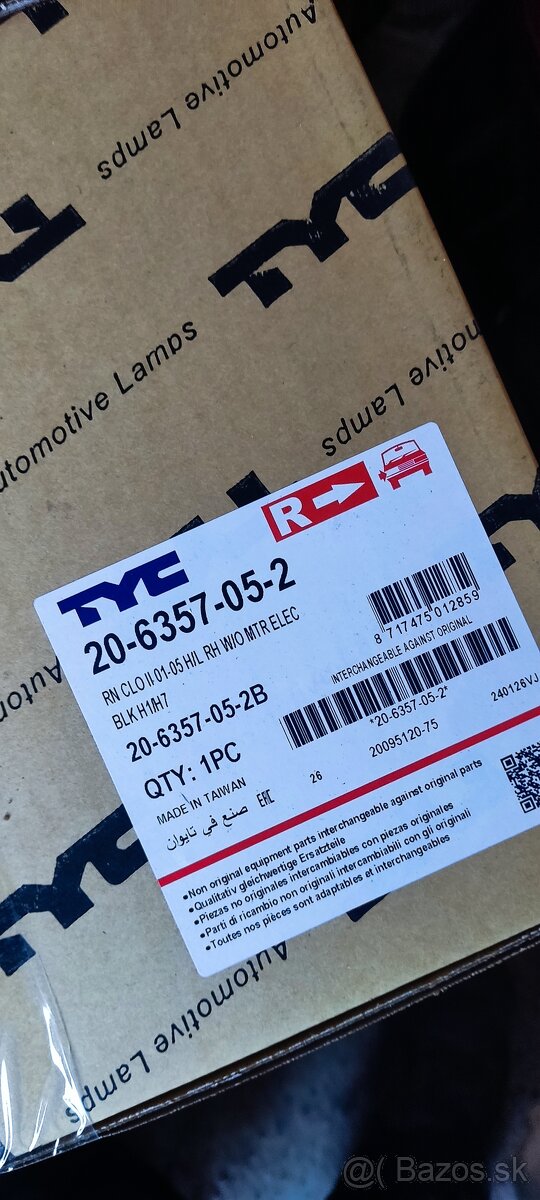 Automotive Lamps
TYC
Automotive Lamps
R
TYC
20-6357-05-2
RN CLO II 01-05 H/L RH W/O MTR ELEC
BLK H1/H7
20-6357-05-2B
QTY: 1PC
MADE IN TAIWAN
صنع في تايوان
EAC
8 717475 012859
INTERCHANGEABLE AGAINST ORIGINAL
*20-6357-05-2*
26
20095120-75
240126VJ
•Non original equipment parts interchangeable against original parts
•Qualitativ gleichwertige Ersatzteile
•Piezas no originales intercambiables con piezas originales
•Parti di ricambio non originali intercambiabili con gli originali
•Toutes nos pièces sont adaptables et interchangeables
TYC
Automotive Lamps
@( Bazos.sk